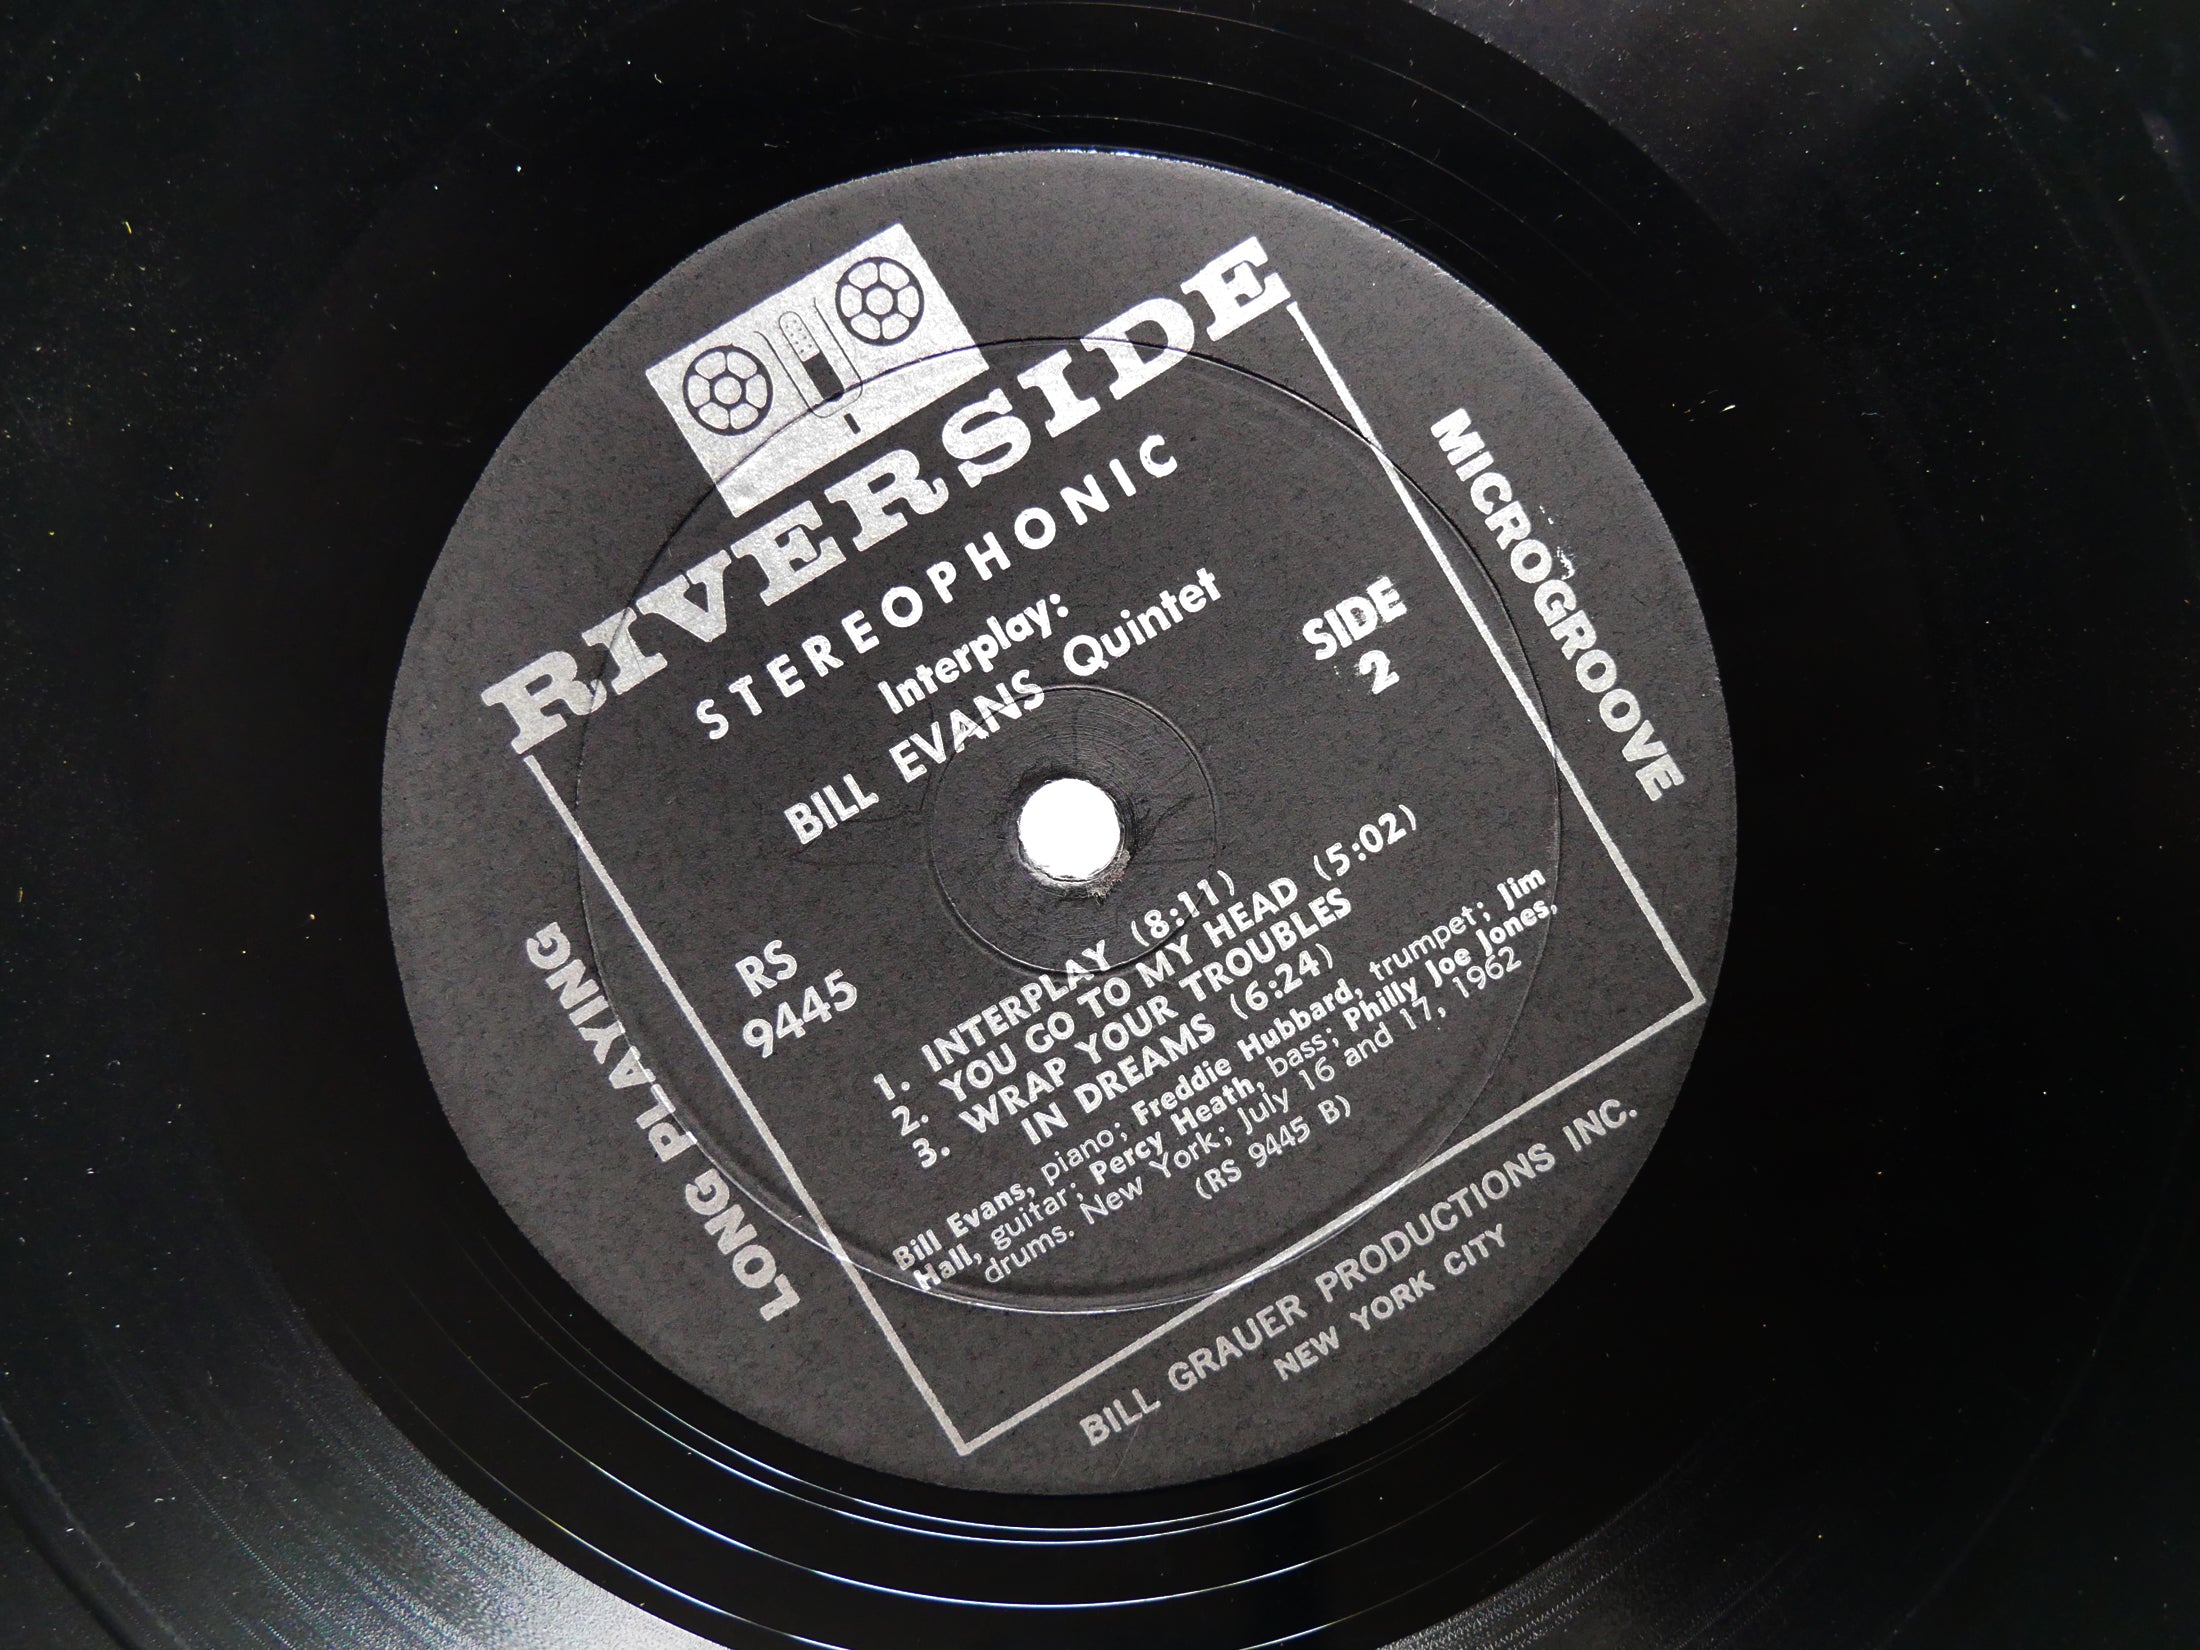 RIVERSIDE
STEREOPHONIC
Interplay:
BILL EVANS Quintet
SIDE
2
RS
9445
1. INTERPLAY (8:11)
2. YOU GO TO MY HEAD (5:02)
3. WRAP YOUR TROUBLES
IN DREAMS (6:24)
Bill Evans, piano; Freddie Hubbard, trumpet; Jim
Hall, guitar; Percy Heath, bass; Philly Joe Jones,
drums. New York; July 16 and 17, 1962
(RS 9445 B)
LONG PLAYING
MICROGROOVE
BILL GRAUER PRODUCTIONS INC.
NEW YORK CITY